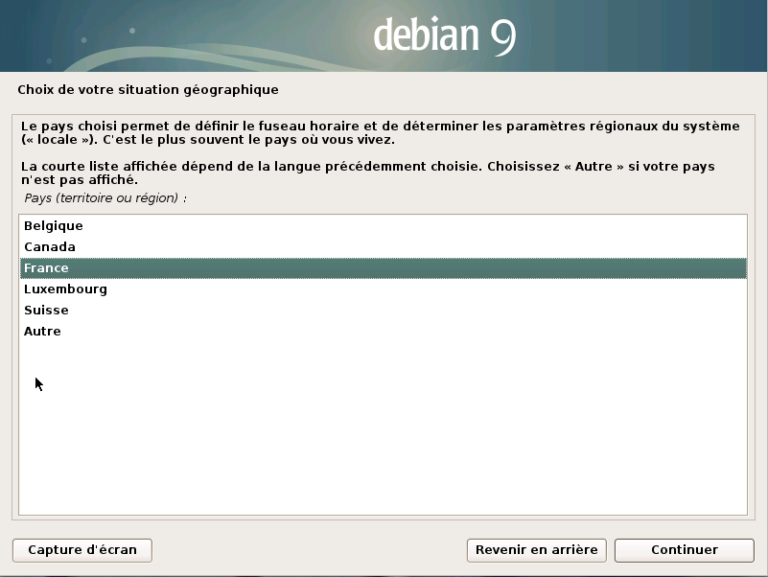 debian 9
Choix de votre situation géographique
Le pays choisi permet de définir le fuseau horaire et de déterminer les paramètres régionaux du système
(« locale »). C'est le plus souvent le pays où vous vivez.
La courte liste affichée dépend de la langue précédemment choisie. Choisissez « Autre » si votre pays
n'est pas affiché.
Pays (territoire ou région) :
Belgique
Canada
France
Luxembourg
Suisse
Autre
Capture d'écran
Revenir en arrière
Continuer